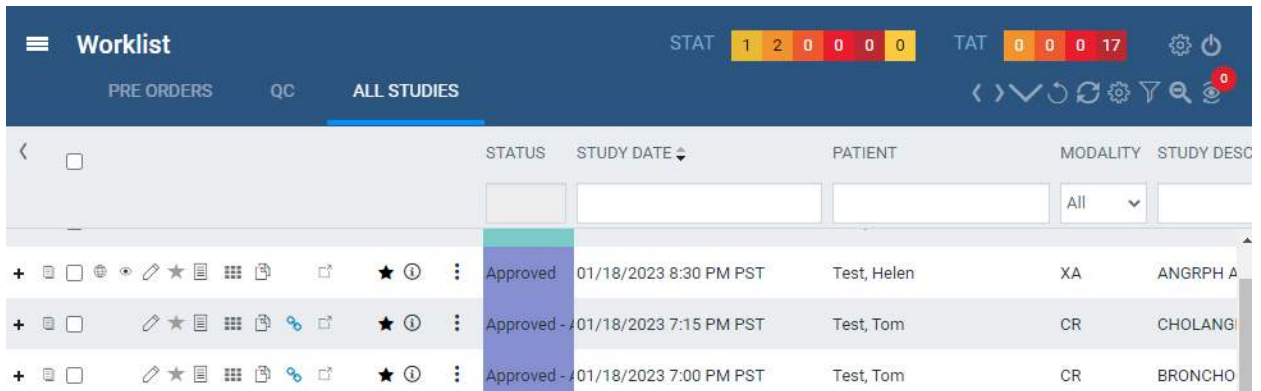 Worklist STAT 1 2 0 0 0 0 TAT 0 0 0 17
PRE ORDERS QC ALL STUDIES 0
STATUS STUDY DATE PATIENT MODALITY STUDY DESC
All
Approved 01/18/2023 8:30 PM PST Test, Helen XA ANGRPH A
Approved - 01/18/2023 7:15 PM PST Test, Tom CR CHOLANG
Approved - 01/18/2023 7:00 PM PST Test, Tom CR BRONCHO